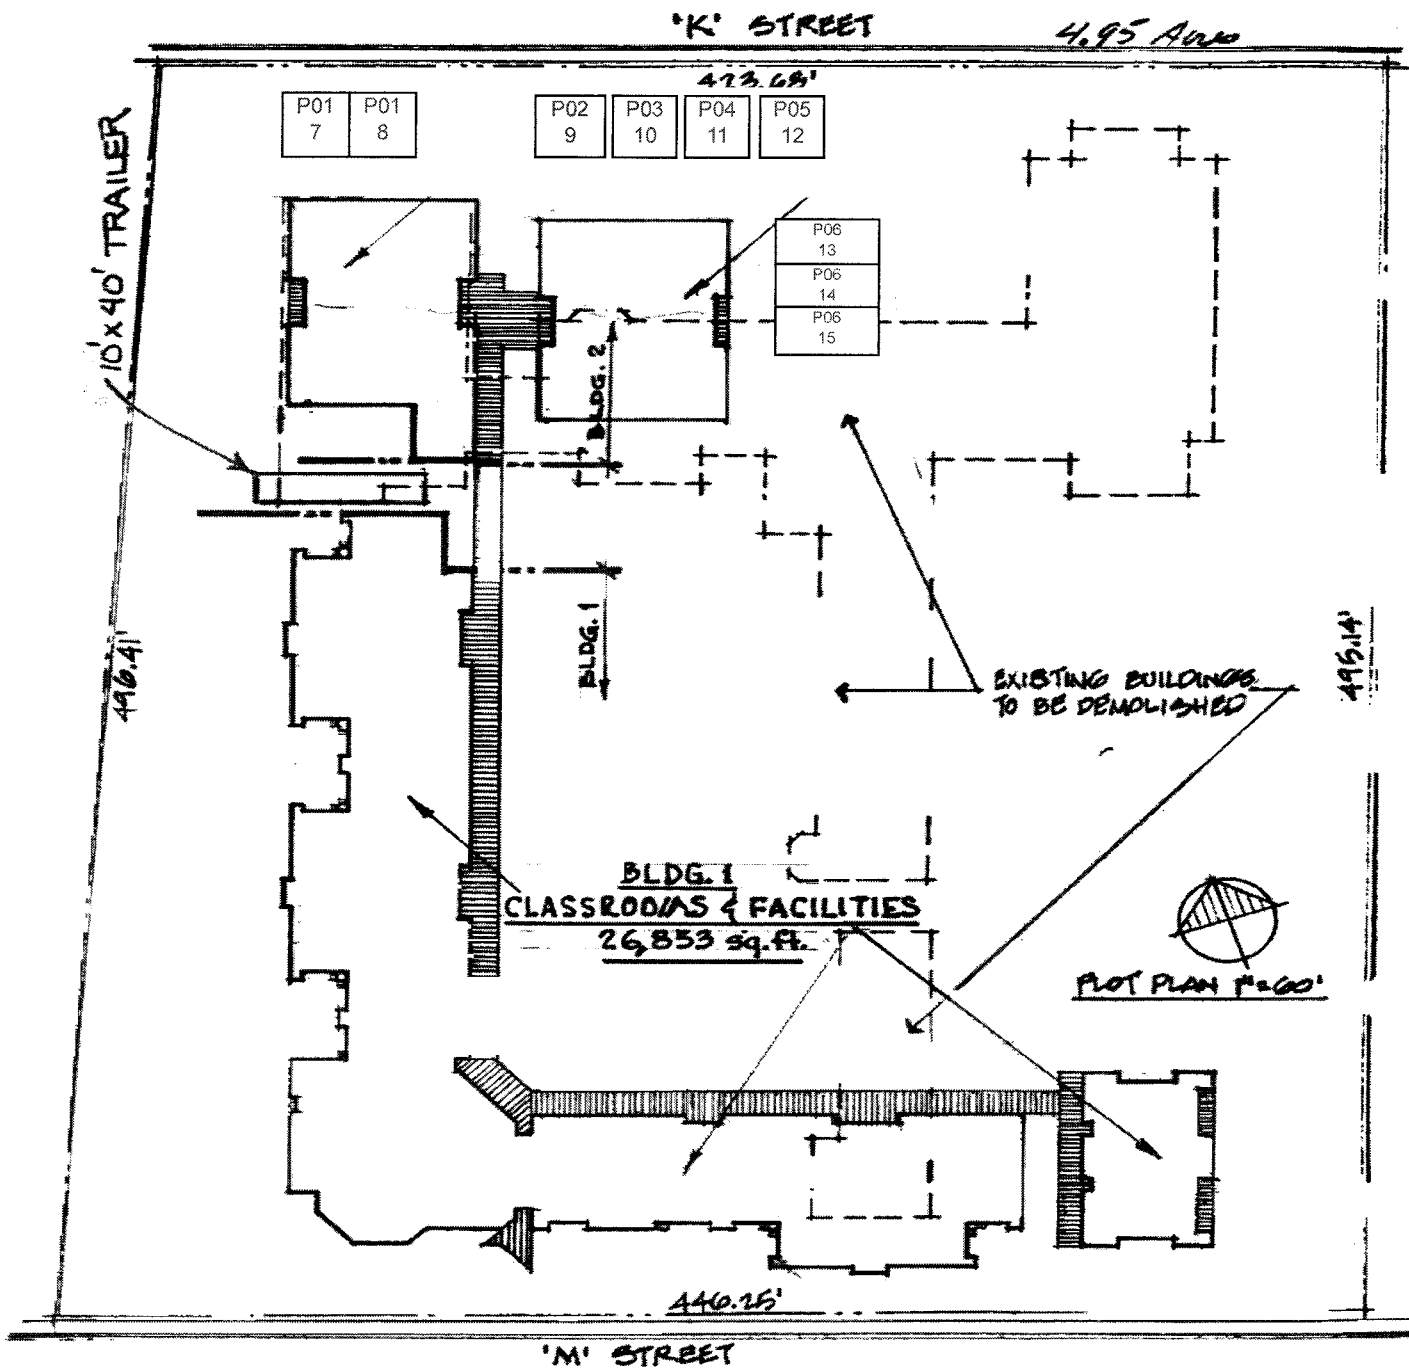 'K' STREET
4.95 Acres
423.68'
P01
7
P01
8
P02
9
P03
10
P04
11
P05
12
10'x40' TRAILER
P06
13
P06
14
P06
15
BLDG. 2
BLDG. 1
496.41'
495.14'
EXISTING BUILDINGS
TO BE DEMOLISHED
BLDG. 1
CLASSROOMS & FACILITIES
26,853 sq.ft.
PLOT PLAN 1"=60'
446.25'
'M' STREET